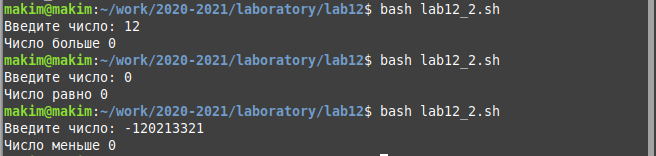 makim@makim:~/work/2020-2021/laboratory/lab12$ bash lab12_2.sh
Введите число: 12
Число больше 0
makim@makim:~/work/2020-2021/laboratory/lab12$ bash lab12_2.sh
Введите число: 0
Число равно 0
makim@makim:~/work/2020-2021/laboratory/lab12$ bash lab12_2.sh
Введите число: -120213321
Число меньше 0